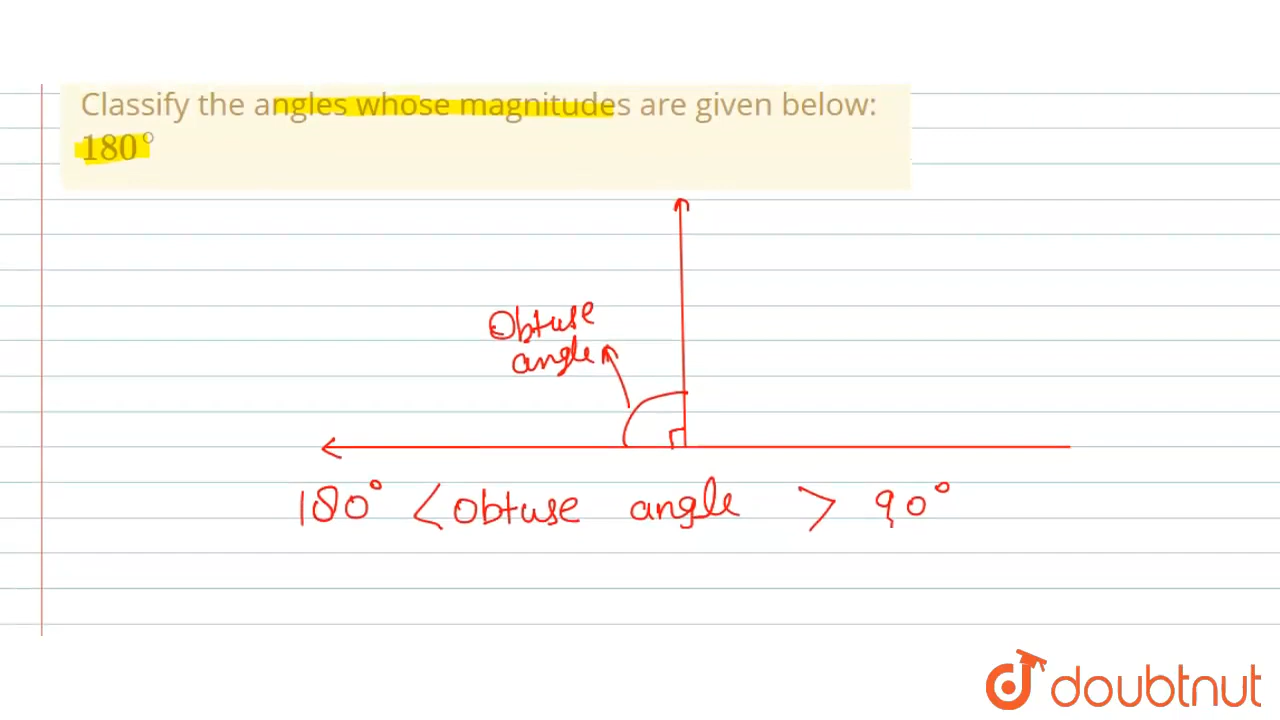 Classify the angles whose magnitudes are given below:
180°
Obtuse
angle
180° < obtuse angle > 90°
doubtnut